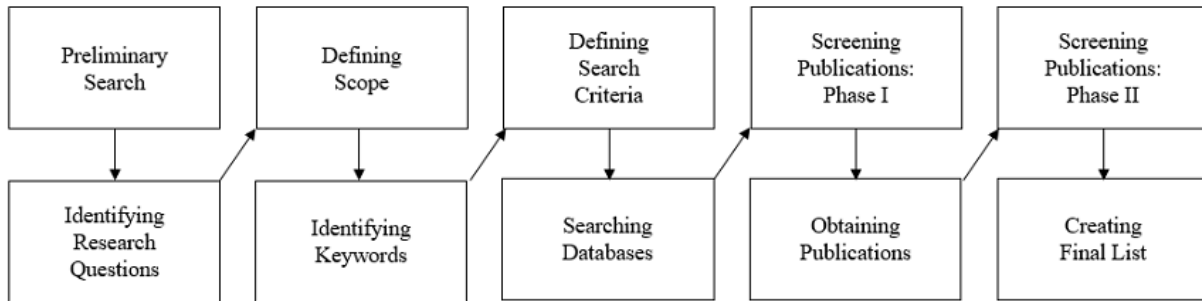 Preliminary
Search
Defining
Scope
Defining
Search
Criteria
Screening
Publications:
Phase I
Screening
Publications:
Phase II
Identifying
Research
Questions
Identifying
Keywords
Searching
Databases
Obtaining
Publications
Creating
Final List